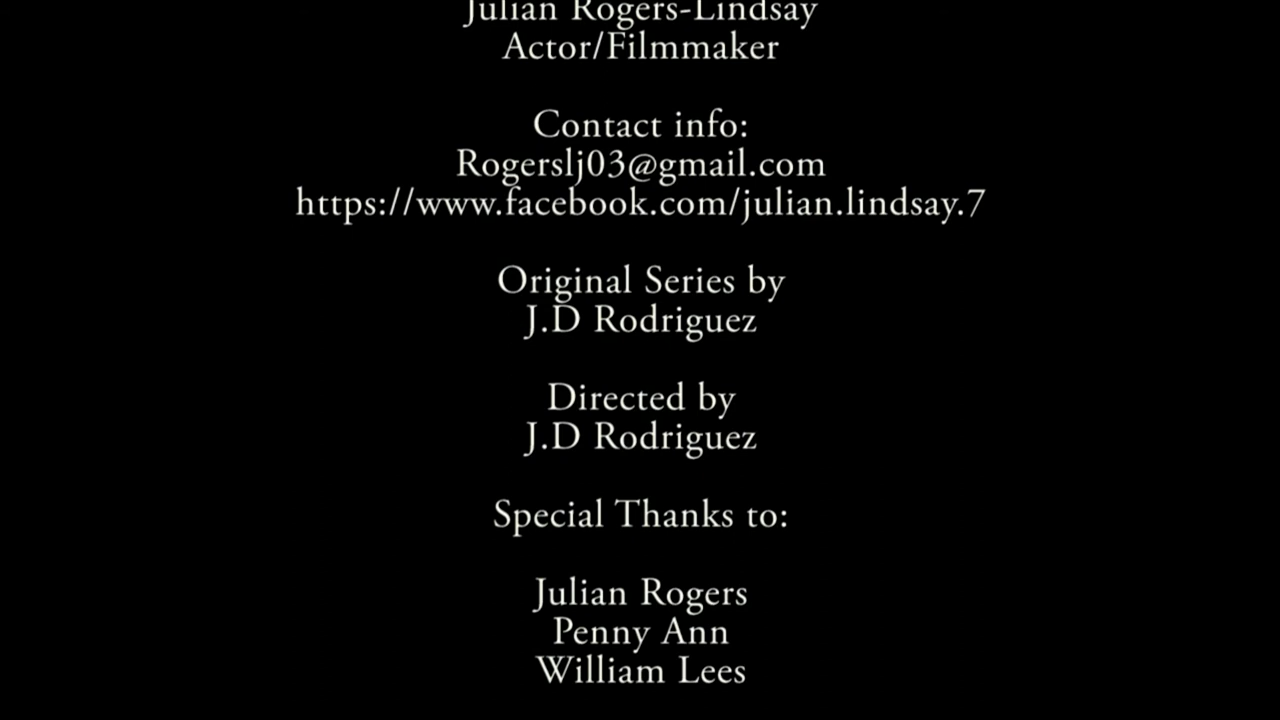 Julian Rogers-Lindsay
Actor/Filmmaker
Contact info:
Rogerslj03@gmail.com
https://www.facebook.com/julian.lindsay.7
Original Series by
J.D Rodriguez
Directed by
J.D Rodriguez
Special Thanks to:
Julian Rogers
Penny Ann
William Lees